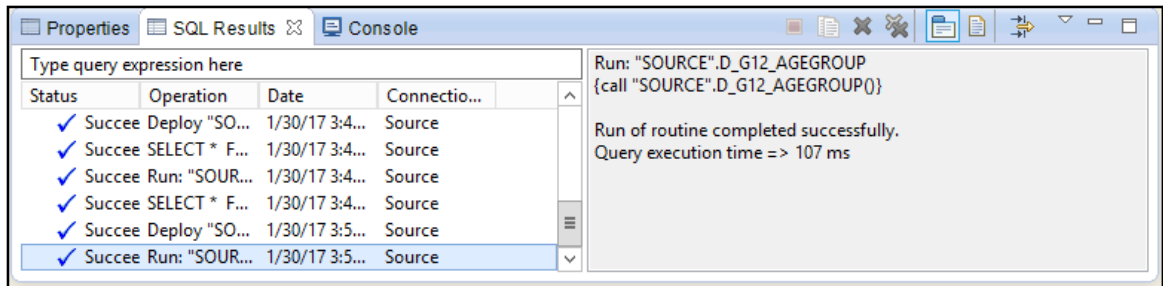 Properties SQL Results Console
Type query expression here
Status Operation Date Connectio...
Succee Deploy "SO... 1/30/17 3:4... Source
Succee SELECT * F... 1/30/17 3:4... Source
Succee Run: "SOUR... 1/30/17 3:4... Source
Succee SELECT * F... 1/30/17 3:4... Source
Succee Deploy "SO... 1/30/17 3:5... Source
Succee Run: "SOUR... 1/30/17 3:5... Source
Run: "SOURCE".D_G12_AGEGROUP
{call "SOURCE".D_G12_AGEGROUP()}
Run of routine completed successfully.
Query execution time => 107 ms